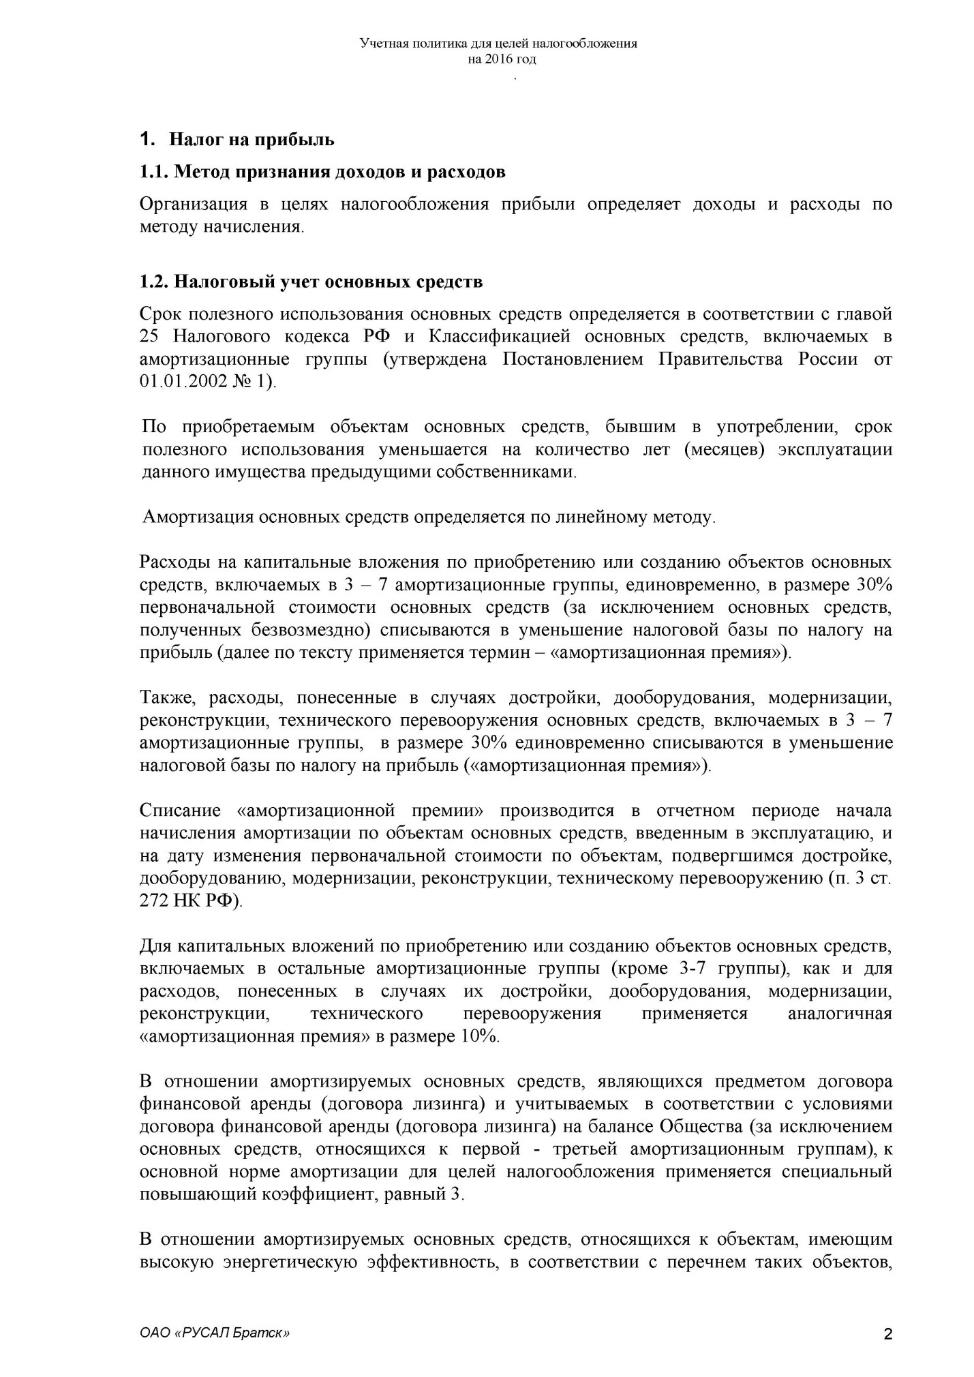 Учетная политика для целей налогообложения
на 2016 год
.
1. Налог на прибыль
1.1. Метод признания доходов и расходов
Организация в целях налогообложения прибыли определяет доходы и расходы по
методу начисления.
1.2. Налоговый учет основных средств
Срок полезного использования основных средств определяется в соответствии с главой
25 Налогового кодекса РФ и Классификацией основных средств, включаемых в
амортизационные группы (утверждена Постановлением Правительства России от
01.01.2002 № 1).
По приобретаемым объектам основных средств, бывшим в употреблении, срок
полезного использования уменьшается на количество лет (месяцев) эксплуатации
данного имущества предыдущими собственниками.
Амортизация основных средств определяется по линейному методу.
Расходы на капитальные вложения по приобретению или созданию объектов основных
средств, включаемых в 3 – 7 амортизационные группы, единовременно, в размере 30%
первоначальной стоимости основных средств (за исключением основных средств,
полученных безвозмездно) списываются в уменьшение налоговой базы по налогу на
прибыль (далее по тексту применяется термин – «амортизационная премия»).
Также, расходы, понесенные в случаях достройки, дооборудования, модернизации,
реконструкции, технического перевооружения основных средств, включаемых в 3 – 7
амортизационные группы, в размере 30% единовременно списываются в уменьшение
налоговой базы по налогу на прибыль («амортизационная премия»).
Списание «амортизационной премии» производится в отчетном периоде начала
начисления амортизации по объектам основных средств, введенным в эксплуатацию, и
на дату изменения первоначальной стоимости по объектам, подвергшимся достройке,
дооборудованию, модернизации, реконструкции, техническому перевооружению (п. 3 ст.
272 НК РФ).
Для капитальных вложений по приобретению или созданию объектов основных средств,
включаемых в остальные амортизационные группы (кроме 3-7 группы), как и для
расходов, понесенных в случаях их достройки, дооборудования, модернизации,
реконструкции, технического перевооружения применяется аналогичная
«амортизационная премия» в размере 10%.
В отношении амортизируемых основных средств, являющихся предметом договора
финансовой аренды (договора лизинга) и учитываемых в соответствии с условиями
договора финансовой аренды (договора лизинга) на балансе Общества (за исключением
основных средств, относящихся к первой - третьей амортизационным группам), к
основной норме амортизации для целей налогообложения применяется специальный
повышающий коэффициент, равный 3.
В отношении амортизируемых основных средств, относящихся к объектам, имеющим
высокую энергетическую эффективность, в соответствии с перечнем таких объектов,
ОАО «РУСАЛ Братск»
2